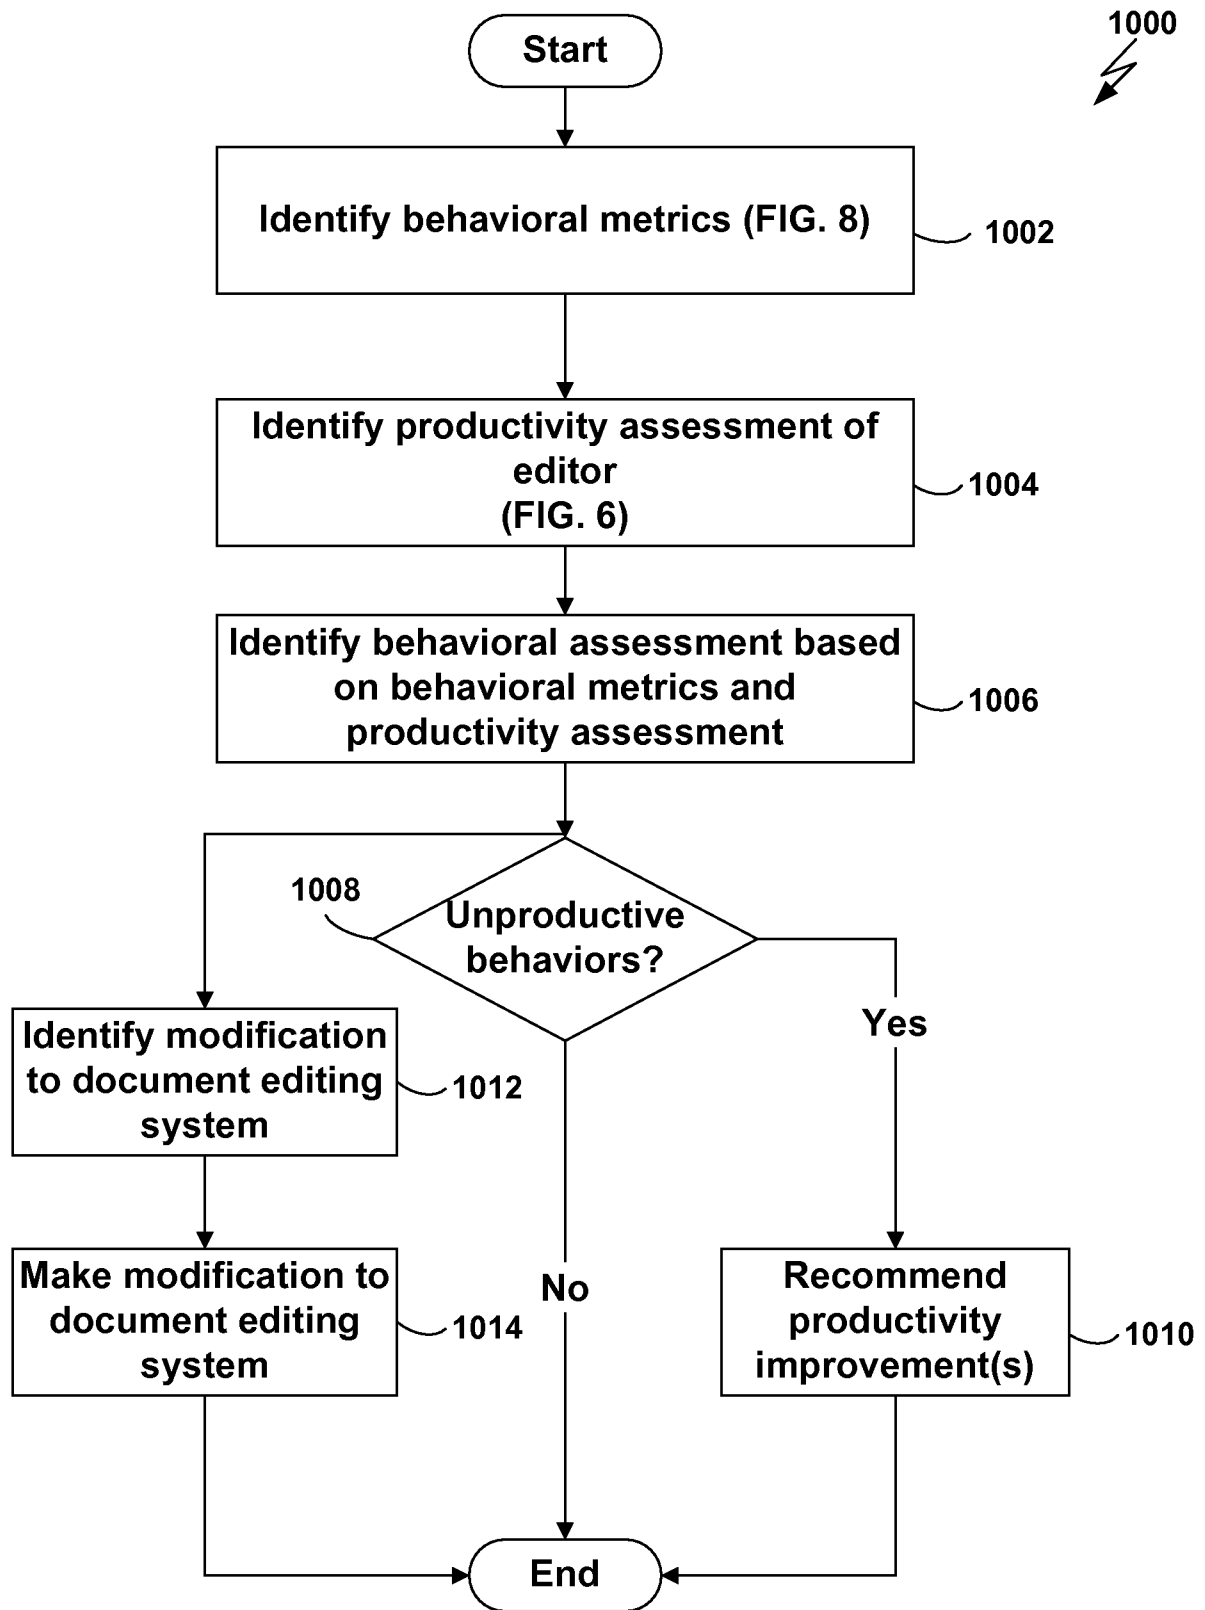 1000
Start
Identify behavioral metrics (FIG. 8)
1002
Identify productivity assessment of
editor
(FIG. 6)
1004
Identify behavioral assessment based
on behavioral metrics and
productivity assessment
1006
1008
Unproductive
behaviors?
Yes
Identify modification
to document editing
system
1012
Make modification to
document editing
system
1014
No
Recommend
productivity
improvement(s)
1010
End